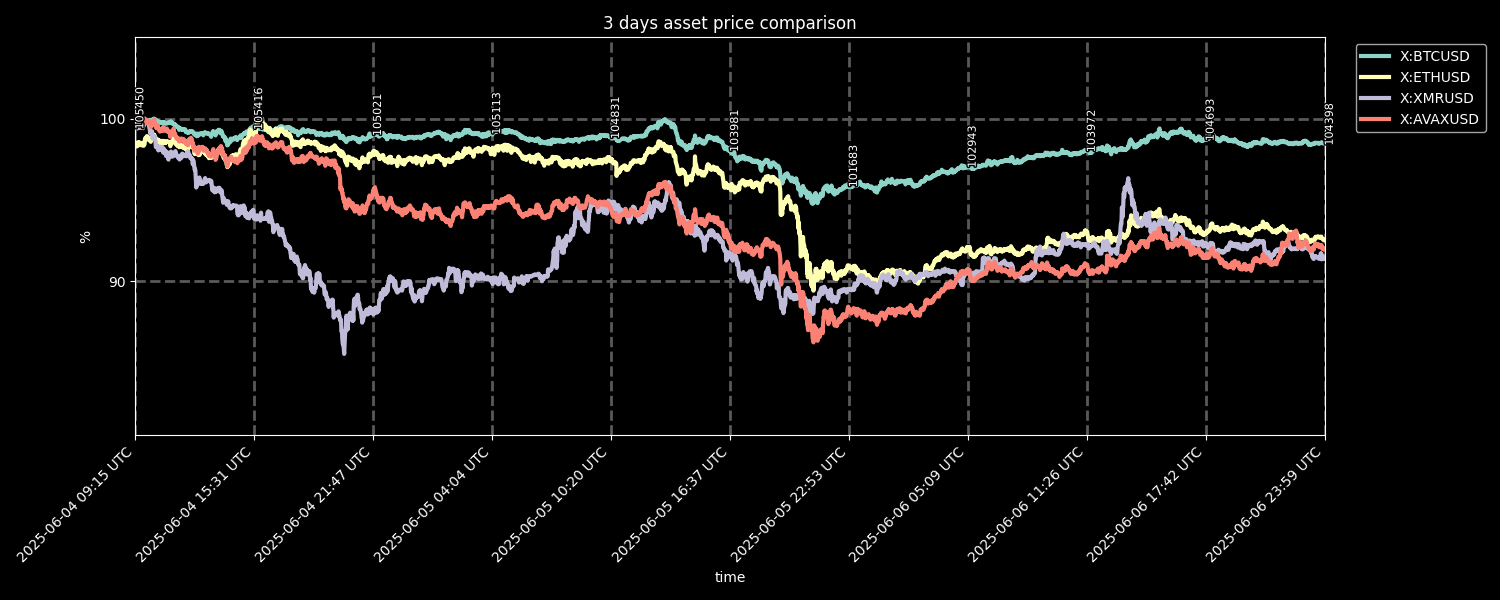 3 days asset price comparison
X:BTCUSD
X:ETHUSD
X:XMRUSD
X:AVAXUSD
105450
105416
105021
105113
104831
103981
101683
102943
103972
104693
104398
100
90
%
2025-06-04 09:15 UTC
2025-06-04 15:31 UTC
2025-06-04 21:47 UTC
2025-06-05 04:04 UTC
2025-06-05 10:20 UTC
2025-06-05 16:37 UTC
2025-06-05 22:53 UTC
2025-06-06 05:09 UTC
2025-06-06 11:26 UTC
2025-06-06 17:42 UTC
2025-06-06 23:59 UTC
time